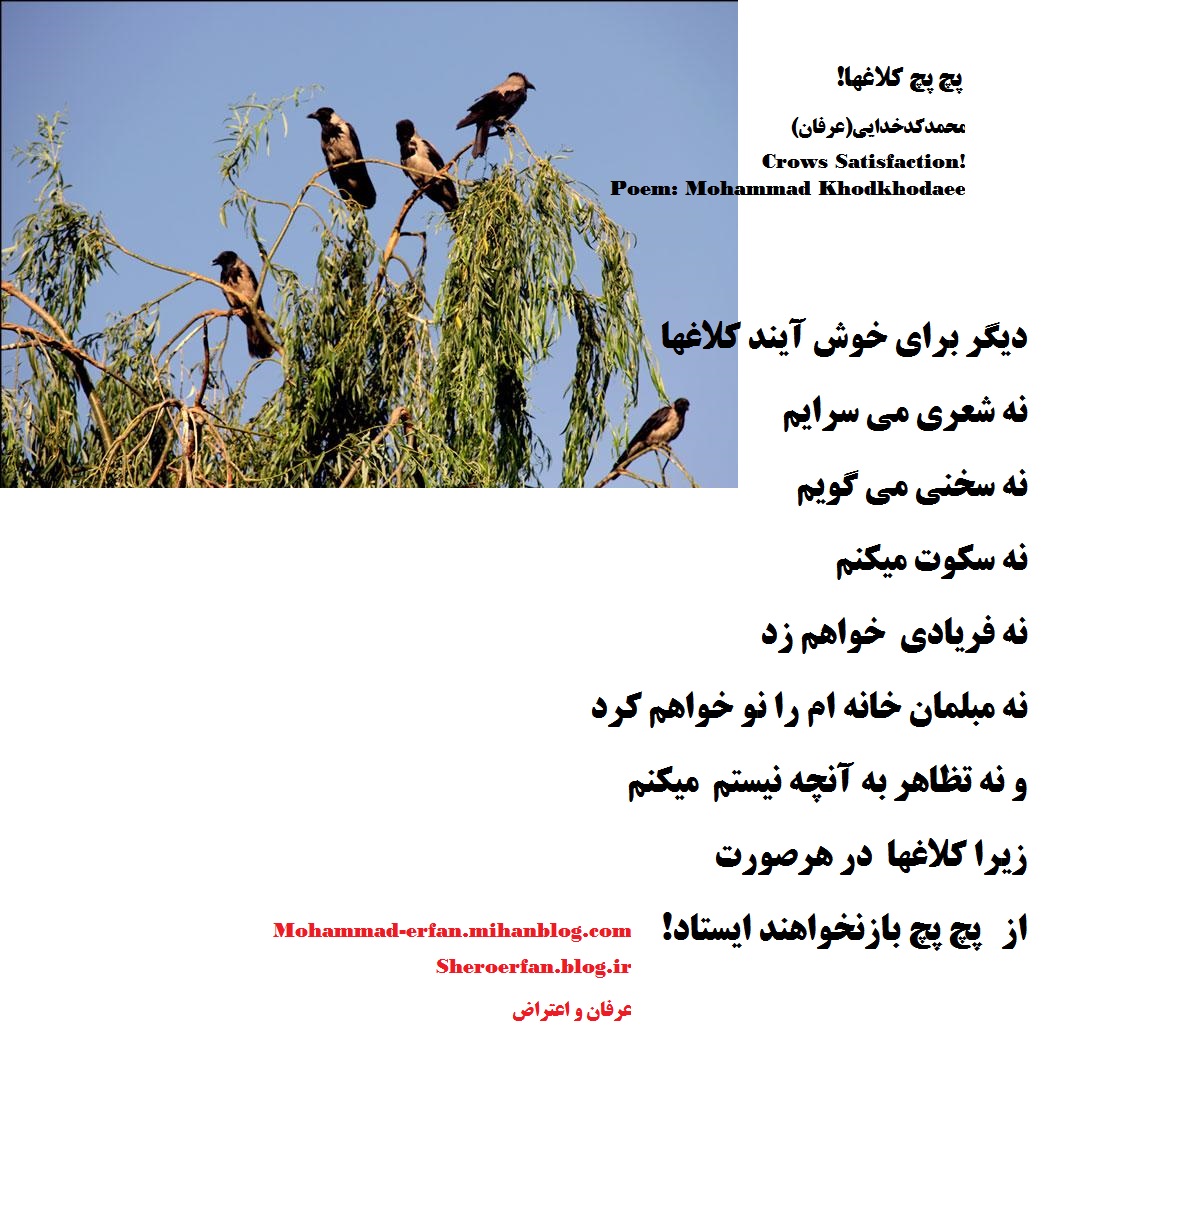 پچ پچ کلاغها!
محمدکدخدایی(عرفان)
Crows Satisfaction!
Poem: Mohammad Khodkhodaee
دیگر برای خوش آیند کلاغها
نه شعری می سرایم
نه سخنی می گویم
نه سکوت میکنم
نه فریادی خواهم زد
نه مبلمان خانه ام را نو خواهم کرد
و نه تظاهر به آنچه نیستم میکنم
زیرا کلاغها در هرصورت
از پچ پچ بازنخواهند ایستاد!
Mohammad-erfan.mihanblog.com
Sheroerfan.blog.ir
عرفان و اعتراض